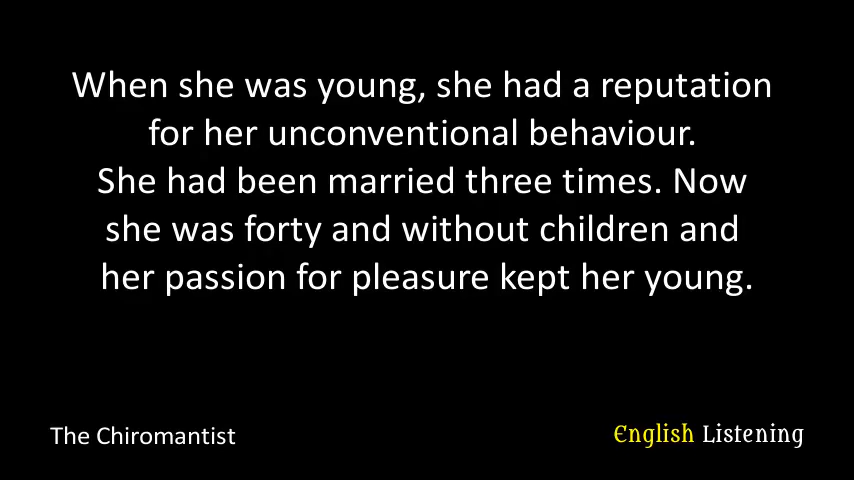 When she was young, she had a reputation
for her unconventional behaviour.
She had been married three times. Now
she was forty and without children and
her passion for pleasure kept her young.
The Chiromantist
English Listening